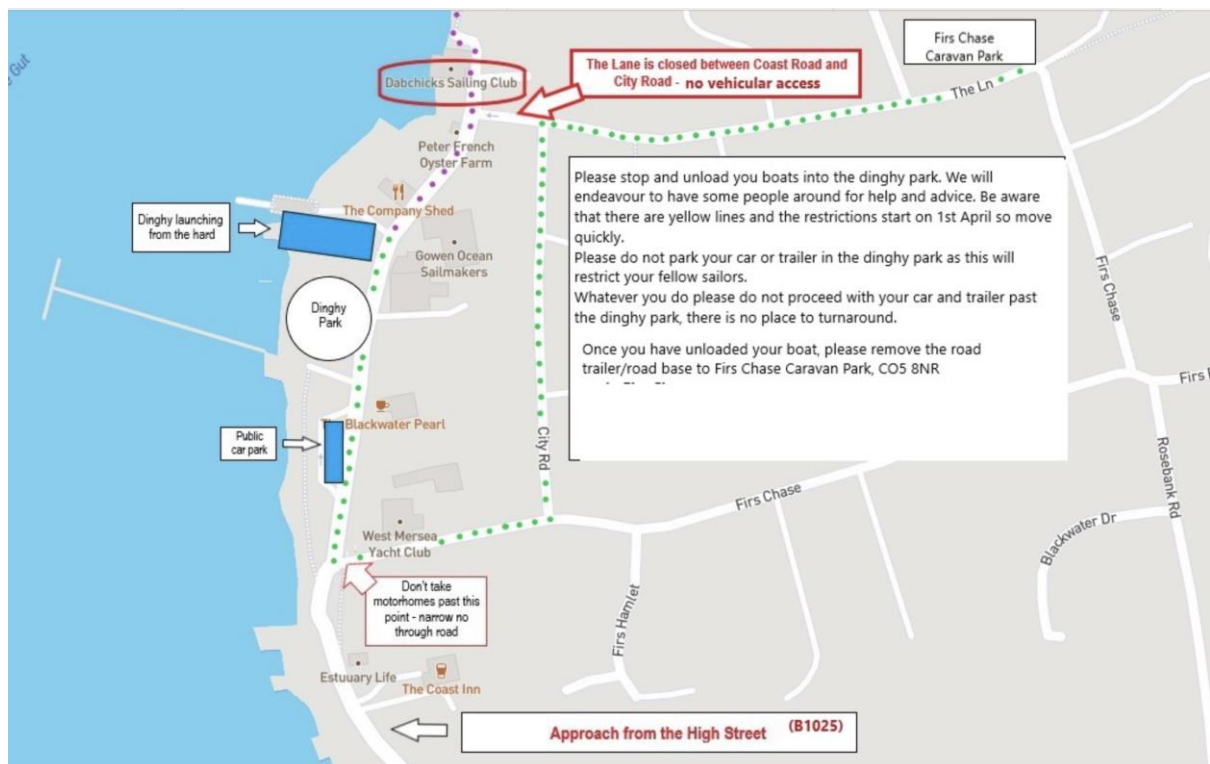 Gut
Dabchicks Sailing Club
The Lane is closed between Coast Road and
City Road - no vehicular access
Firs Chase
Caravan Park
The Ln
Peter French
Oyster Farm
The Company Shed
Dinghy launching
from the hard
Gowen Ocean
Sailmakers
Dinghy
Park
Please stop and unload you boats into the dinghy park. We will
endeavour to have some people around for help and advice. Be aware
that there are yellow lines and the restrictions start on 1st April so move
quickly.
Please do not park your car or trailer in the dinghy park as this will
restrict your fellow sailors.
Whatever you do please do not proceed with your car and trailer past
the dinghy park, there is no place to turnaround.
Once you have unloaded your boat, please remove the road
trailer/road base to Firs Chase Caravan Park, CO5 8NR
Firs Chase
Firs
Blackwater Pearl
Public
car park
City Rd
Rosebank Rd
Firs Chase
West Mersea
Yacht Club
Blackwater Dr
Don't take
motorhomes past this
point - narrow no
through road
Firs Hamlet
Estuuary Life
The Coast Inn
Approach from the High Street (B1025)